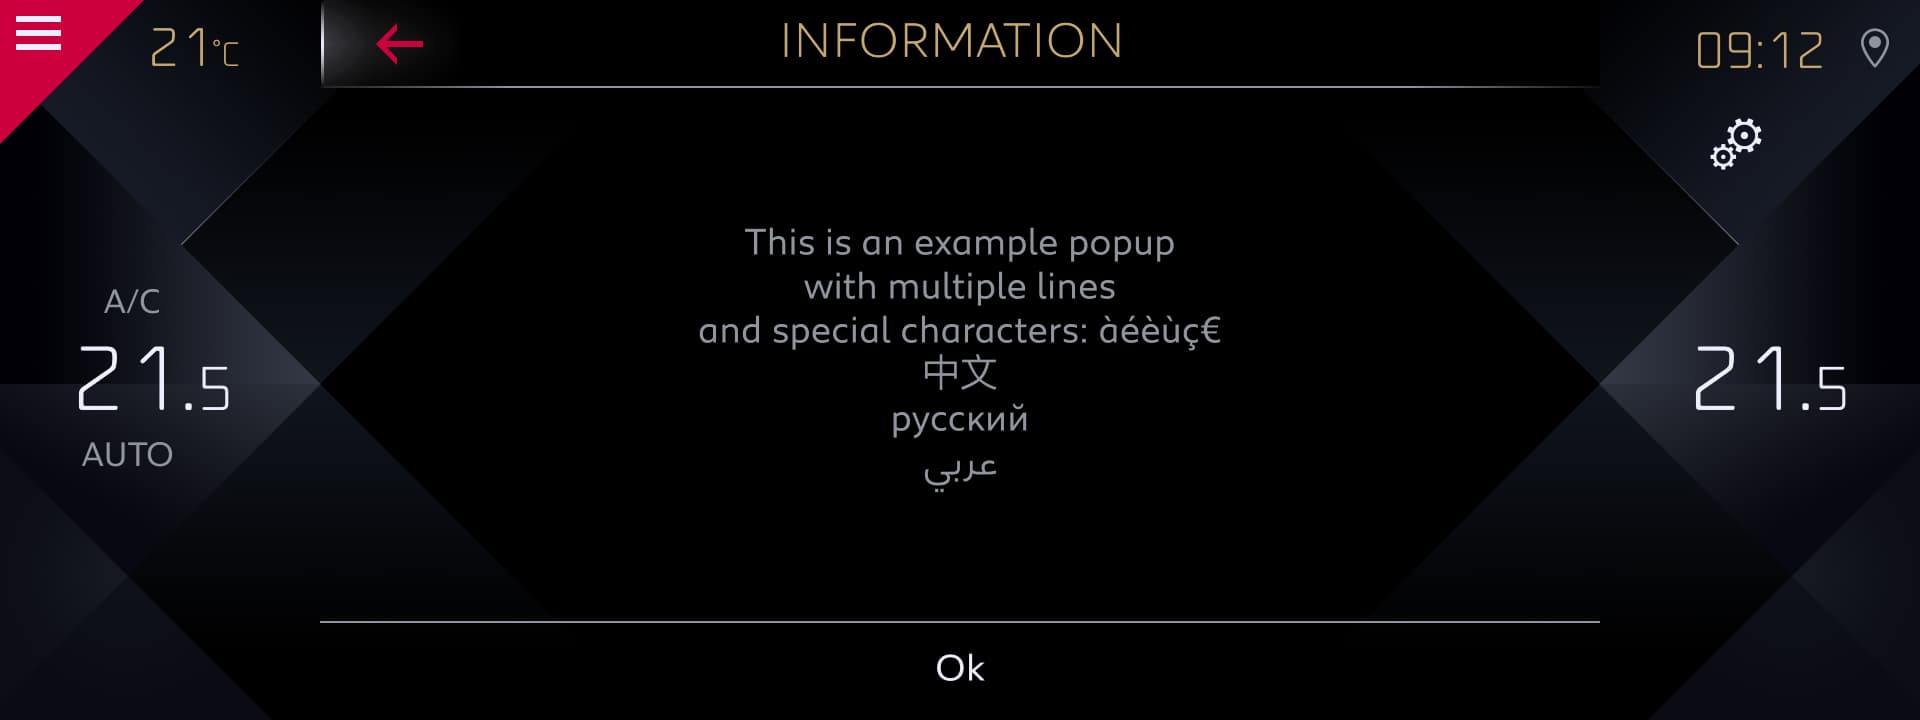 21°C
INFORMATION
09:12
This is an example popup
with multiple lines
and special characters: àéèùç€
中文
русский
عربي
A/C
21.5
AUTO
21.5
Ok